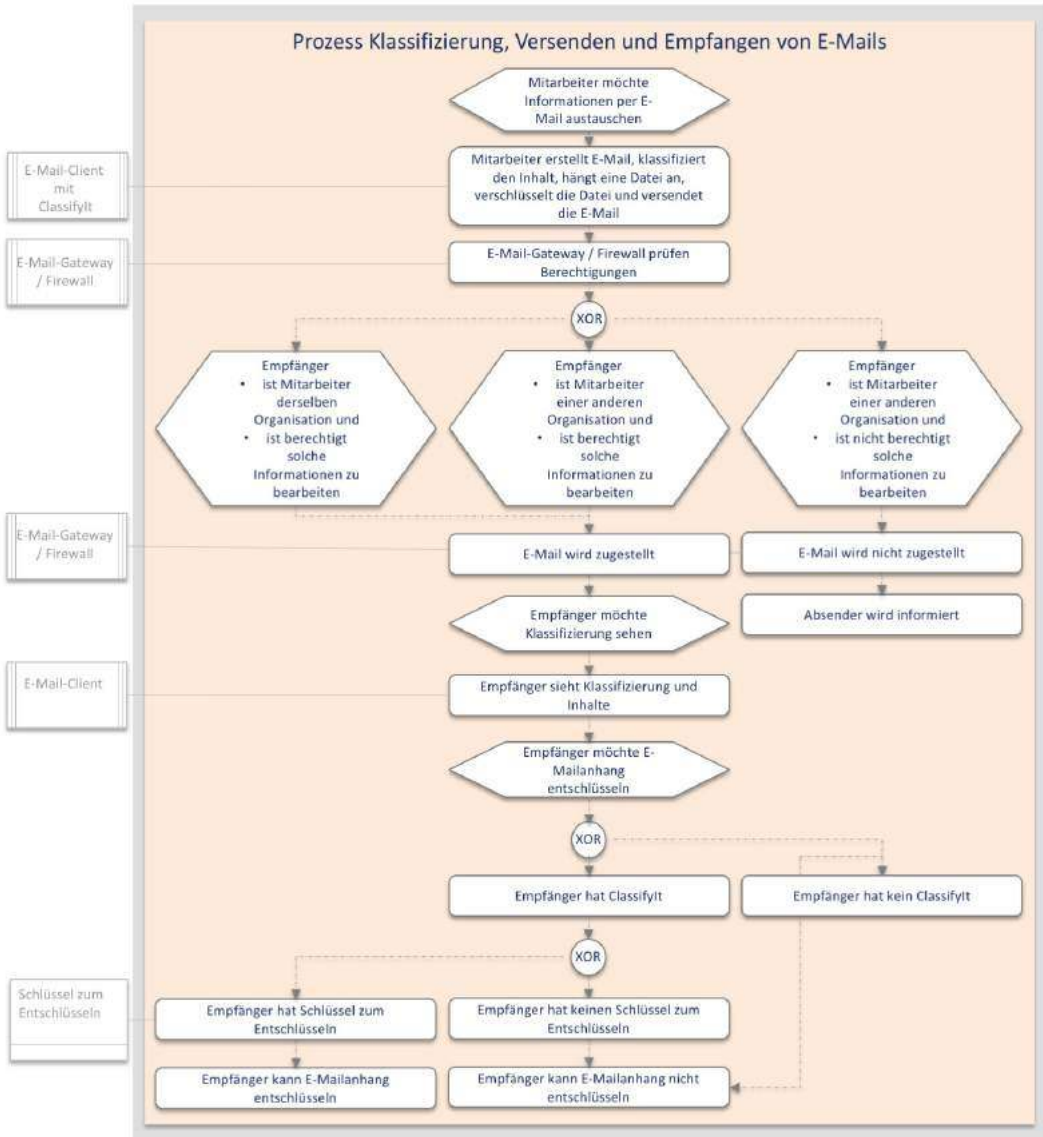 Prozess Klassifizierung, Versenden und Empfangen von E-Mails
Mitarbeiter möchte
Informationen per E-
Mail austauschen
E-Mail-Client
mit
ClassifyIt
Mitarbeiter erstellt E-Mail, klassifiziert
den Inhalt, hängt eine Datei an,
verschlüsselt die Datei und versendet
die E-Mail
E-Mail-Gateway
/ Firewall
E-Mail-Gateway / Firewall prüfen
Berechtigungen
XOR
Empfänger
• ist Mitarbeiter
derselben
Organisation und
• ist berechtigt
solche
Informationen zu
bearbeiten
Empfänger
• ist Mitarbeiter
einer anderen
Organisation und
• ist berechtigt
solche
Informationen zu
bearbeiten
Empfänger
• ist Mitarbeiter
einer anderen
Organisation und
• ist nicht berechtigt
solche
Informationen zu
bearbeiten
E-Mail-Gateway
/ Firewall
E-Mail wird zugestellt
E-Mail wird nicht zugestellt
Empfänger möchte
Klassifizierung sehen
Absender wird informiert
E-Mail-Client
Empfänger sieht Klassifizierung und
Inhalte
Empfänger möchte E-
Mailanhang
entschlüsseln
XOR
Empfänger hat ClassifyIt
Empfänger hat kein ClassifyIt
XOR
Schlüssel zum
Entschlüsseln
Empfänger hat Schlüssel zum
Entschlüsseln
Empfänger hat keinen Schlüssel zum
Entschlüsseln
Empfänger kann E-Mailanhang
entschlüsseln
Empfänger kann E-Mailanhang nicht
entschlüsseln